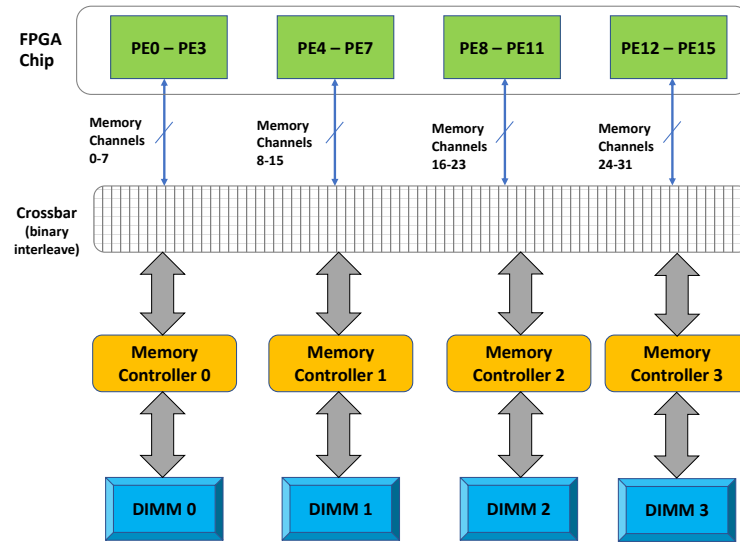 FPGA
Chip
PE0 – PE3
PE4 – PE7
PE8 – PE11
PE12 – PE15
Memory
Channels
0-7
Memory
Channels
8-15
Memory
Channels
16-23
Memory
Channels
24-31
Crossbar
(binary
interleave)
Memory
Controller 0
Memory
Controller 1
Memory
Controller 2
Memory
Controller 3
DIMM 0
DIMM 1
DIMM 2
DIMM 3